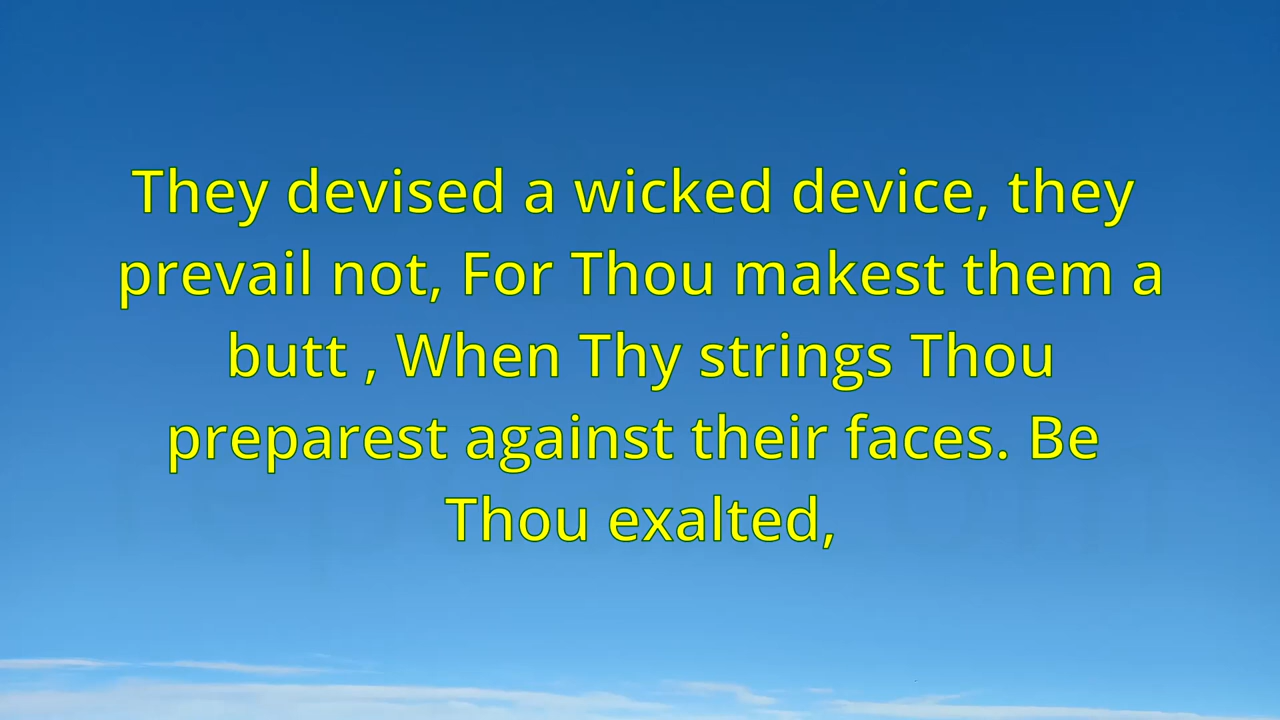 They devised a wicked device, they
prevail not, For Thou makest them a
butt , When Thy strings Thou
preparest against their faces. Be
Thou exalted,